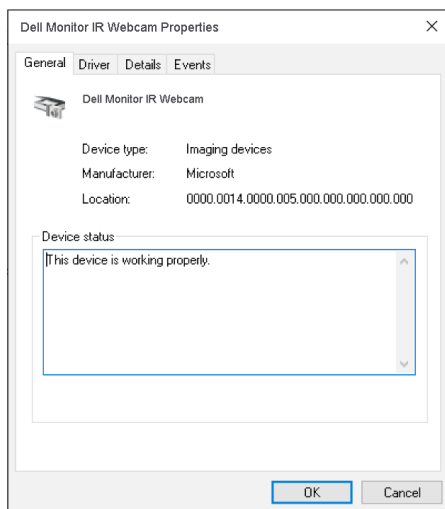 Dell Monitor IR Webcam Properties
General Driver Details Events
Dell Monitor IR Webcam
Device type: Imaging devices
Manufacturer: Microsoft
Location: 0000.0014.0000.005.000.000.000.000.000
Device status
This device is working properly.
OK Cancel